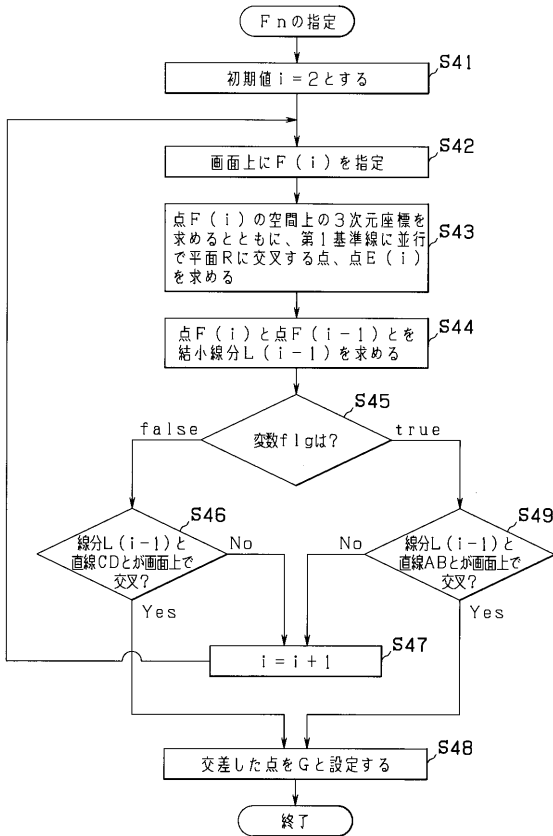 Fnの指定
S41
初期値i=2とする
S42
画面上にF(i)を指定
S43
点F(i)の空間上の3次元座標を
求めるとともに、第1基準線に並行
で平面Rに交叉する点、点E(i)
を求める
S44
点F(i)と点F(i-1)とを
結小線分L(i-1)を求める
S45
変数flgは?
false
true
S46
線分L(i-1)と
直線CDとが画面上で
交叉?
No
Yes
S49
線分L(i-1)と
直線ABとが画面上で
交叉?
No
Yes
S47
i=i+1
S48
交差した点をGと設定する
終了